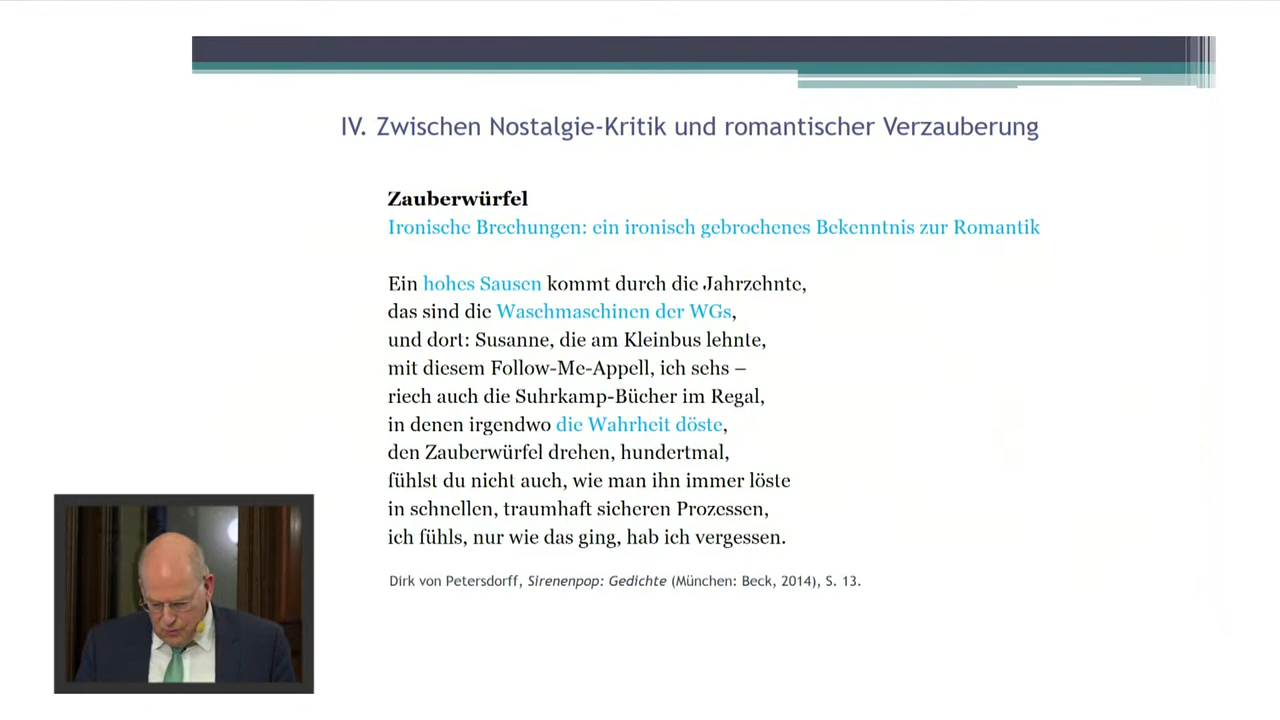 IV. Zwischen Nostalgie-Kritik und romantischer Verzauberung
Zauberwürfel
Ironische Brechungen: ein ironisch gebrochenes Bekenntnis zur Romantik
Ein hohes Sausen kommt durch die Jahrzehnte,
das sind die Waschmaschinen der WGs,
und dort: Susanne, die am Kleinbus lehnte,
mit diesem Follow-Me-Appell, ich sehs –
riech auch die Suhrkamp-Bücher im Regal,
in denen irgendwo die Wahrheit döste,
den Zauberwürfel drehen, hundertmal,
fühlst du nicht auch, wie man ihn immer löste
in schnellen, traumhaft sicheren Prozessen,
ich fühls, nur wie das ging, hab ich vergessen.
Dirk von Petersdorff, Sirenenpop: Gedichte (München: Beck, 2014), S. 13.